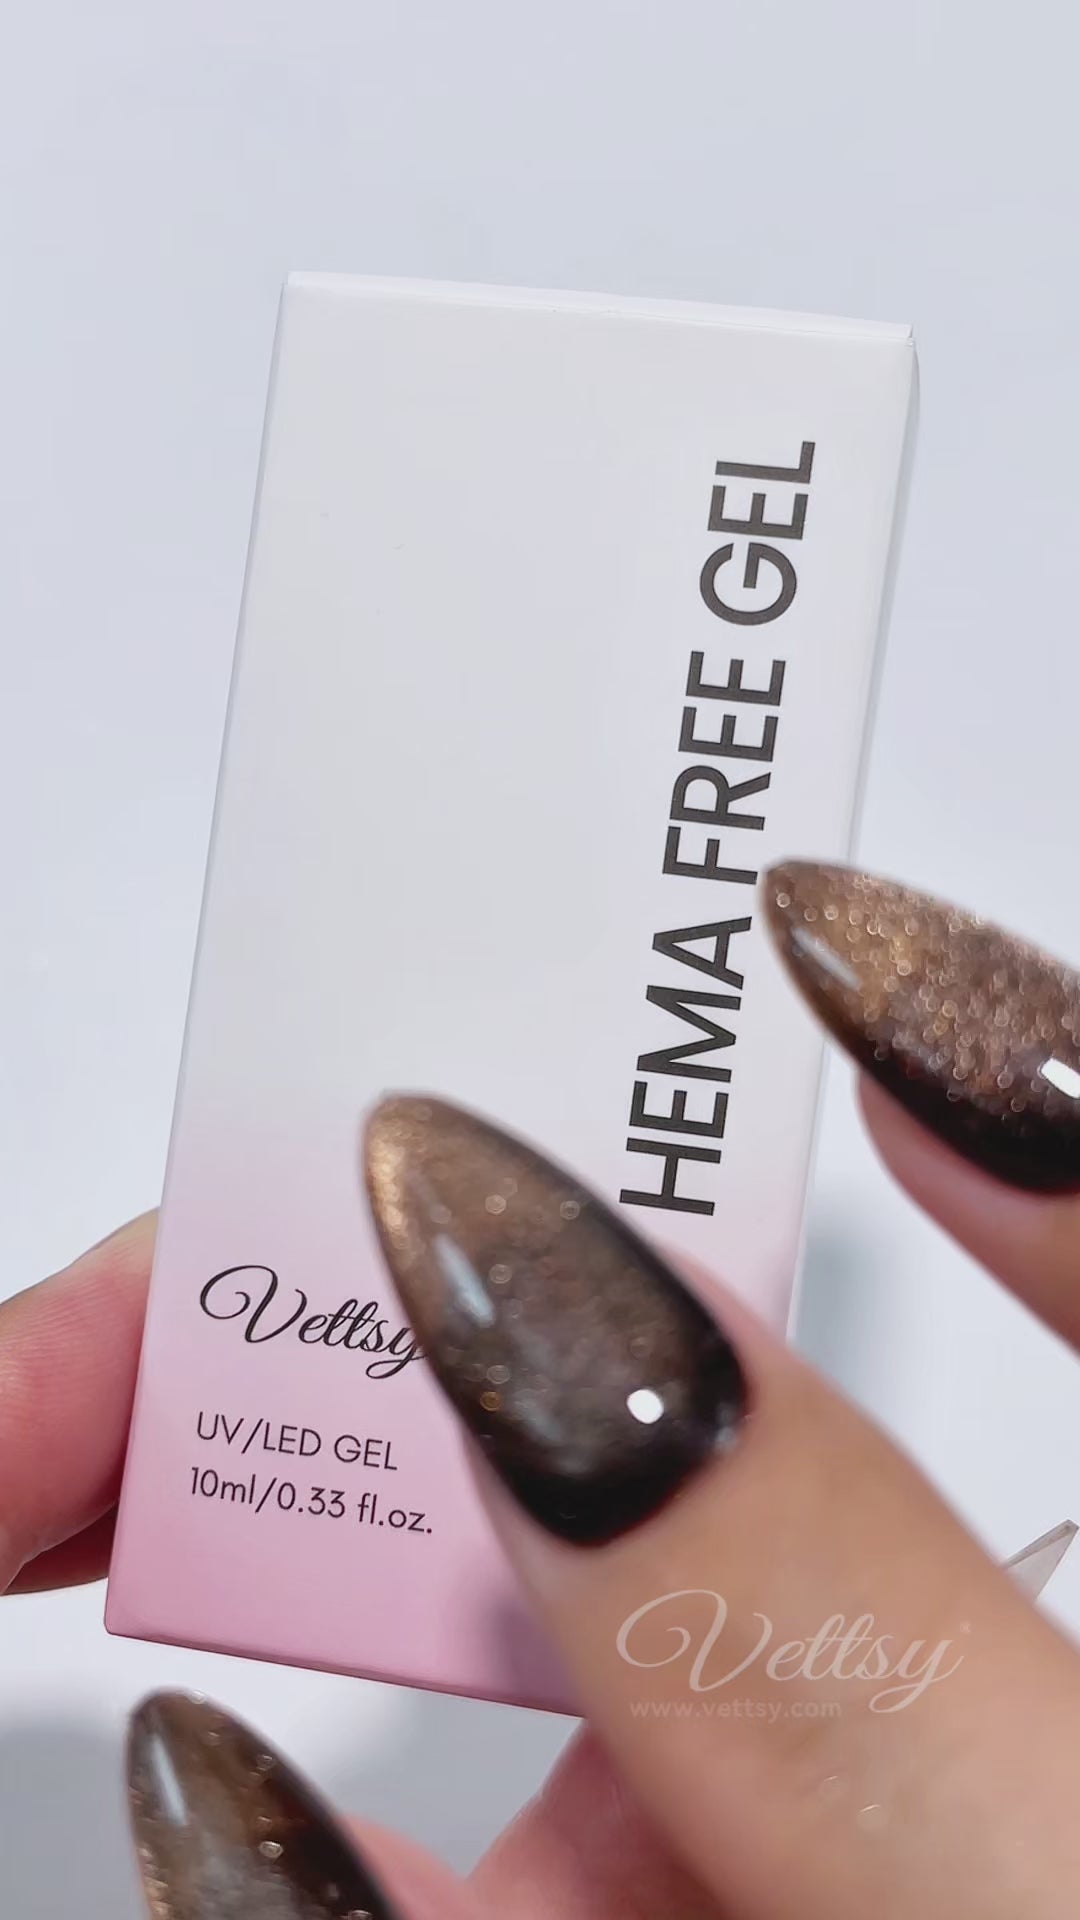 HEMA FREE GEL
Vettsy
UV/LED GEL
10ml/0.33 fl.oz.
Vettsy®
www.vettsy.com